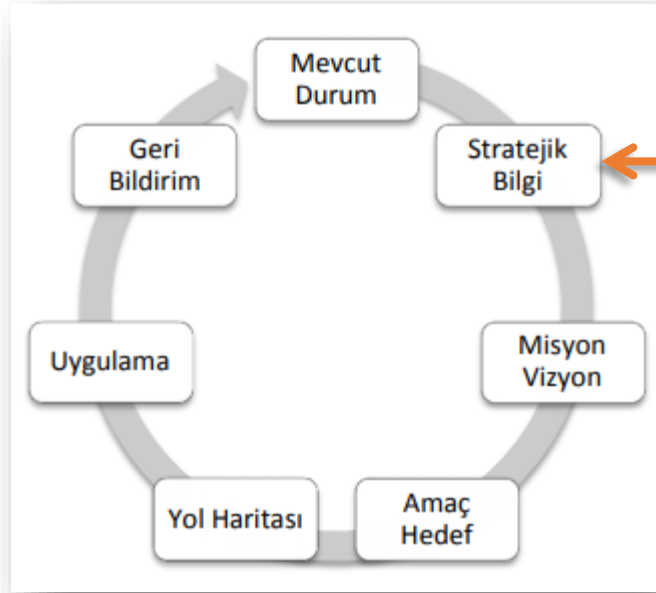 Mevcut
Durum
Stratejik
Bilgi
Misyon
Vizyon
Amaç
Hedef
Yol Haritası
Uygulama
Geri
Bildirim